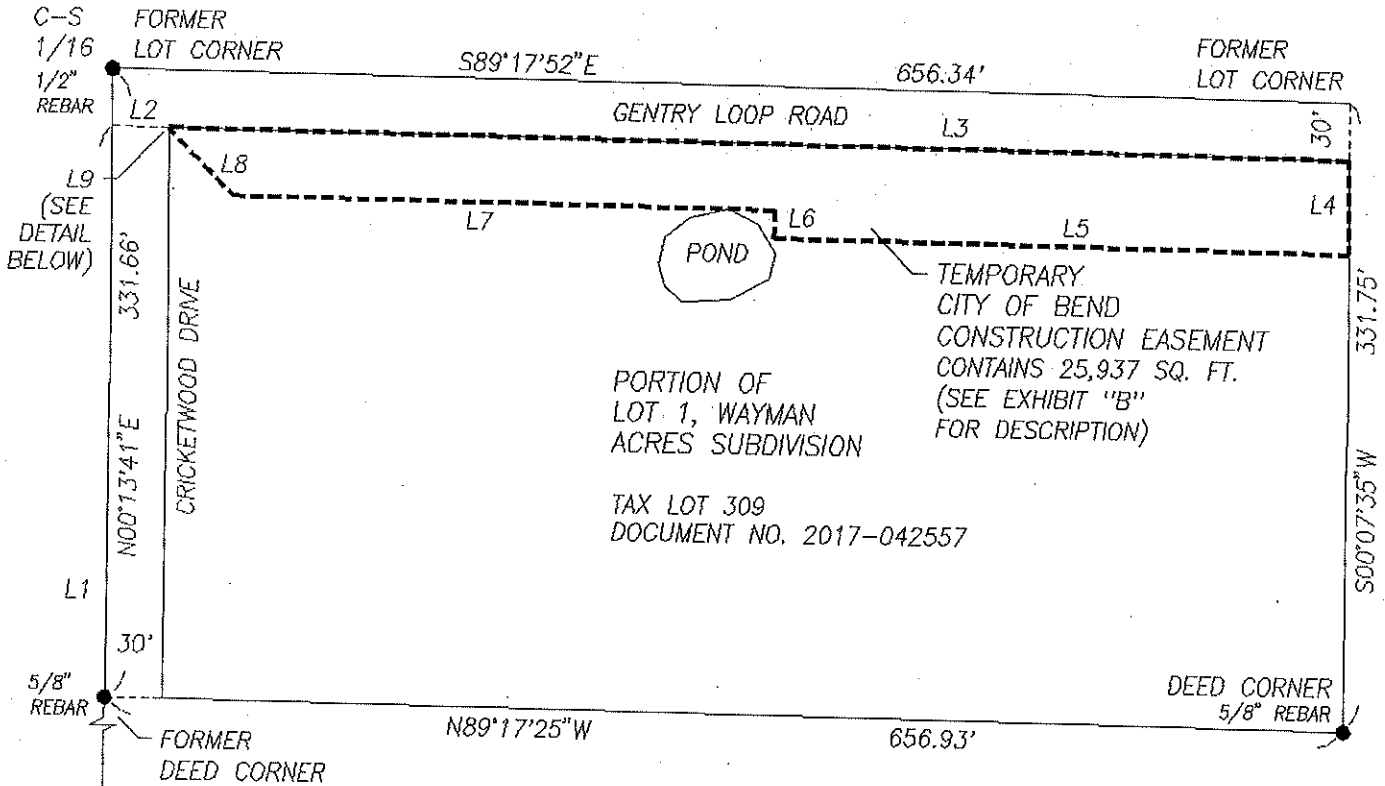 C-S
1/16
1/2"
REBAR
FORMER
LOT CORNER
S89°17'52"E
656.34'
FORMER
LOT CORNER
L2
GENTRY LOOP ROAD
L3
30'
L9
(SEE
DETAIL
BELOW)
L8
L7
L6
L5
L4
POND
331.66'
N00°13'41"E
CRICKETWOOD DRIVE
TEMPORARY
CITY OF BEND
CONSTRUCTION EASEMENT
CONTAINS 25,937 SQ. FT.
(SEE EXHIBIT "B"
FOR DESCRIPTION)
331.75'
S00°07'35"W
PORTION OF
LOT 1, WAYMAN
ACRES SUBDIVISION
TAX LOT 309
DOCUMENT NO. 2017-042557
L1
30'
5/8"
REBAR
DEED CORNER
5/8" REBAR
FORMER
DEED CORNER
N89°17'25"W
656.93'